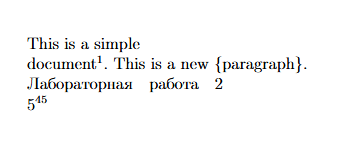 This is a simple
document¹. This is a new {paragraph}.
Лабораторная работа 2
5⁴⁵